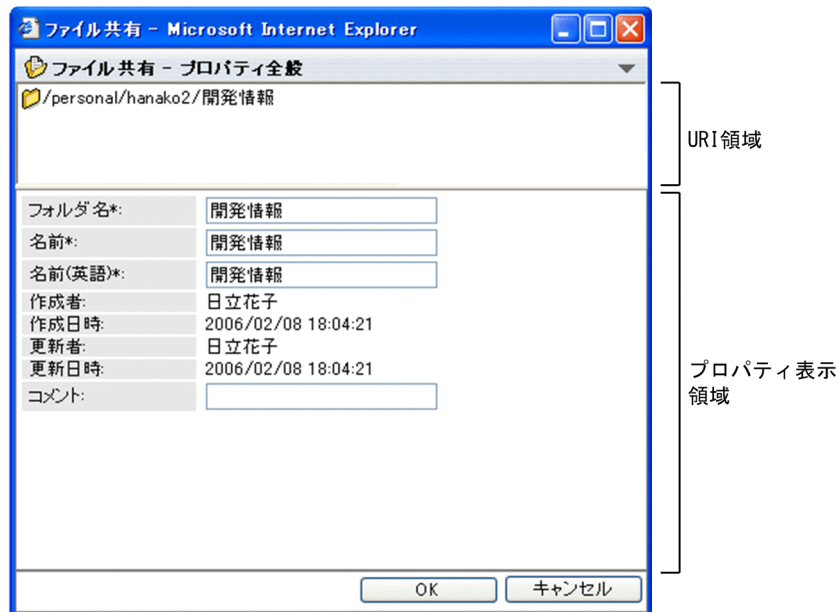 ファイル共有 - Microsoft Internet Explorer
ファイル共有 - プロパティ全般
/personal/hanako2/開発情報
URI領域
フォルダ名*: 開発情報
名前*: 開発情報
名前(英語)*: 開発情報
作成者: 日立花子
作成日時: 2006/02/08 18:04:21
更新者: 日立花子
更新日時: 2006/02/08 18:04:21
コメント:
プロパティ表示
領域
OK キャンセル